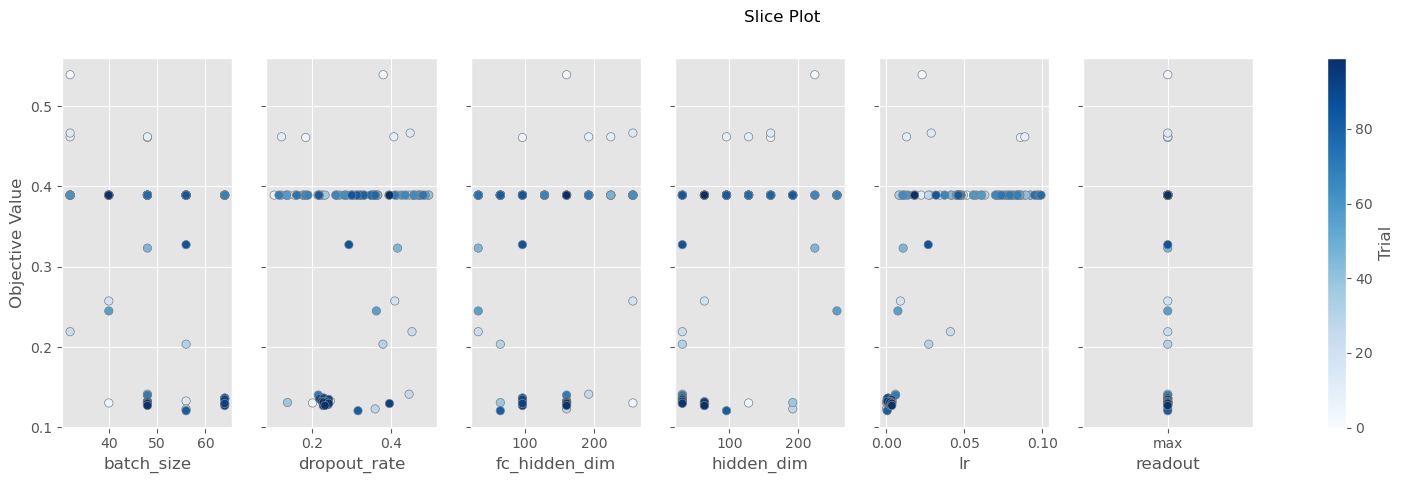 Slice Plot
Objective Value
0.5
0.4
0.3
0.2
0.1
40 50 60
batch_size
0.2 0.4
dropout_rate
100 200
fc_hidden_dim
100 200
hidden_dim
0.00 0.05 0.10
lr
max
readout
80
60
40
20
0
Trial